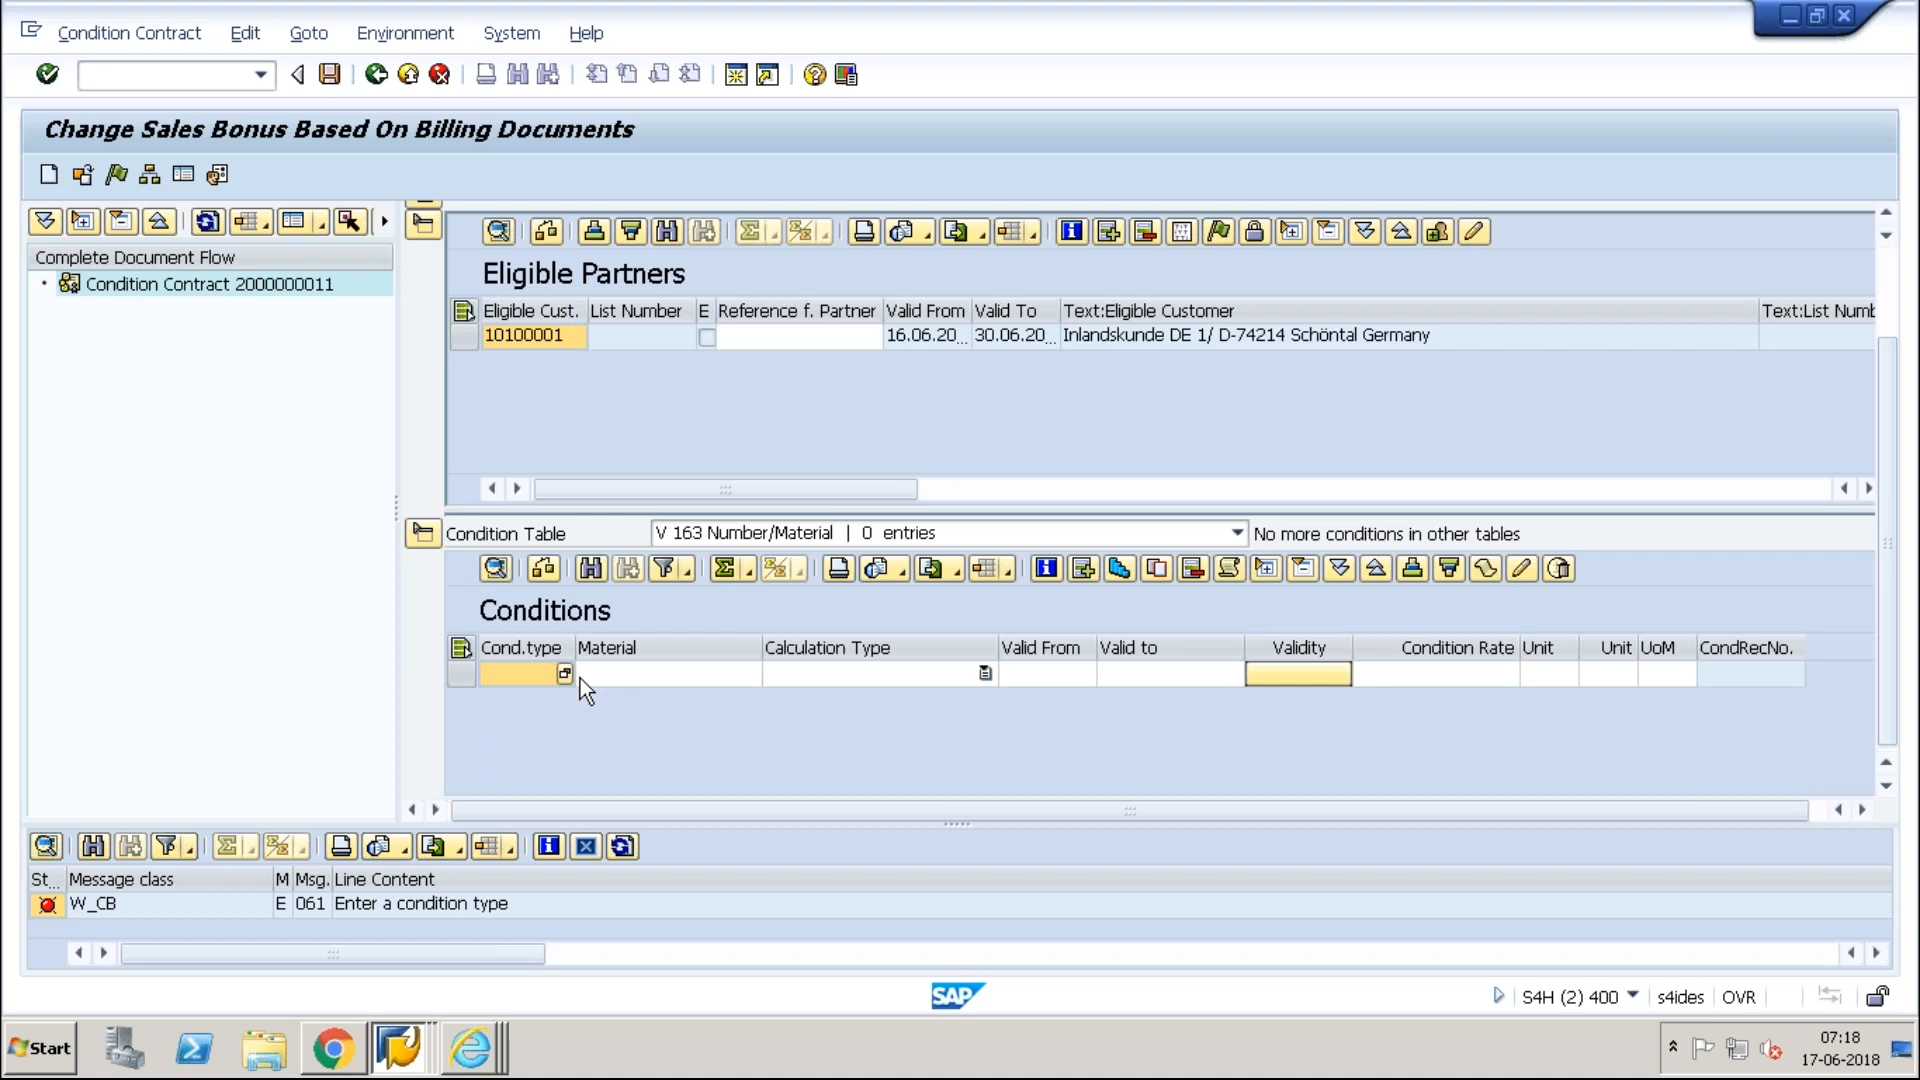 Condition Contract Edit Goto Environment System Help
Change Sales Bonus Based On Billing Documents
Complete Document Flow
Condition Contract 2000000011
Eligible Partners
Eligible Cust. List Number E Reference f. Partner Valid From Valid To Text:Eligible Customer Text:List Numb
10100001 16.06.20... 30.06.20... Inlandskunde DE 1/ D-74214 Schöntal Germany
Condition Table V 163 Number/Material | 0 entries No more conditions in other tables
Conditions
Cond.type Material Calculation Type Valid From Valid to Validity Condition Rate Unit Unit UoM CondRecNo.
St... Message class M Msg. Line Content
W_CB E 061 Enter a condition type
SAP S4H (2) 400 s4ides OVR
Start 07:18
17-06-2018